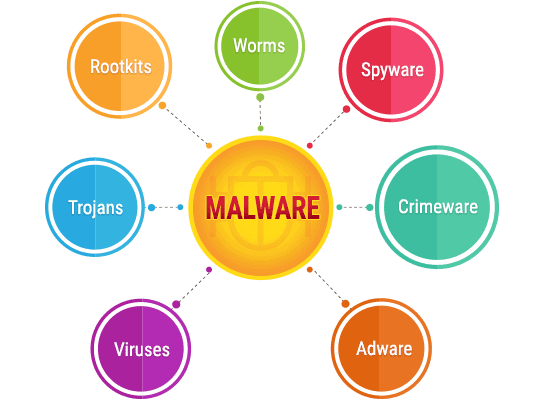 Worms
Rootkits
Spyware
Trojans
MALWARE
Crimeware
Viruses
Adware